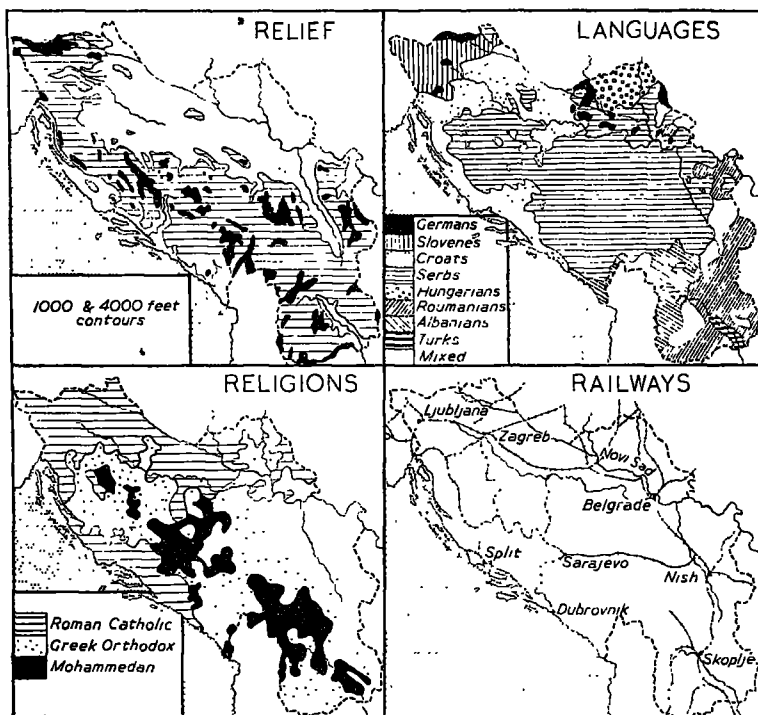 RELIEF
1000 & 4000 feet
contours
LANGUAGES
Germans
Slovenes
Croats
Serbs
Hungarians
Roumanians
Albanians
Turks
Mixed
RELIGIONS
Roman Catholic
Greek Orthodox
Mohammedan
RAILWAYS
Ljubljana
Zagreb
Novi Sad
Belgrade
Split
Sarajevo
Nish
Dubrovnik
Skoplje